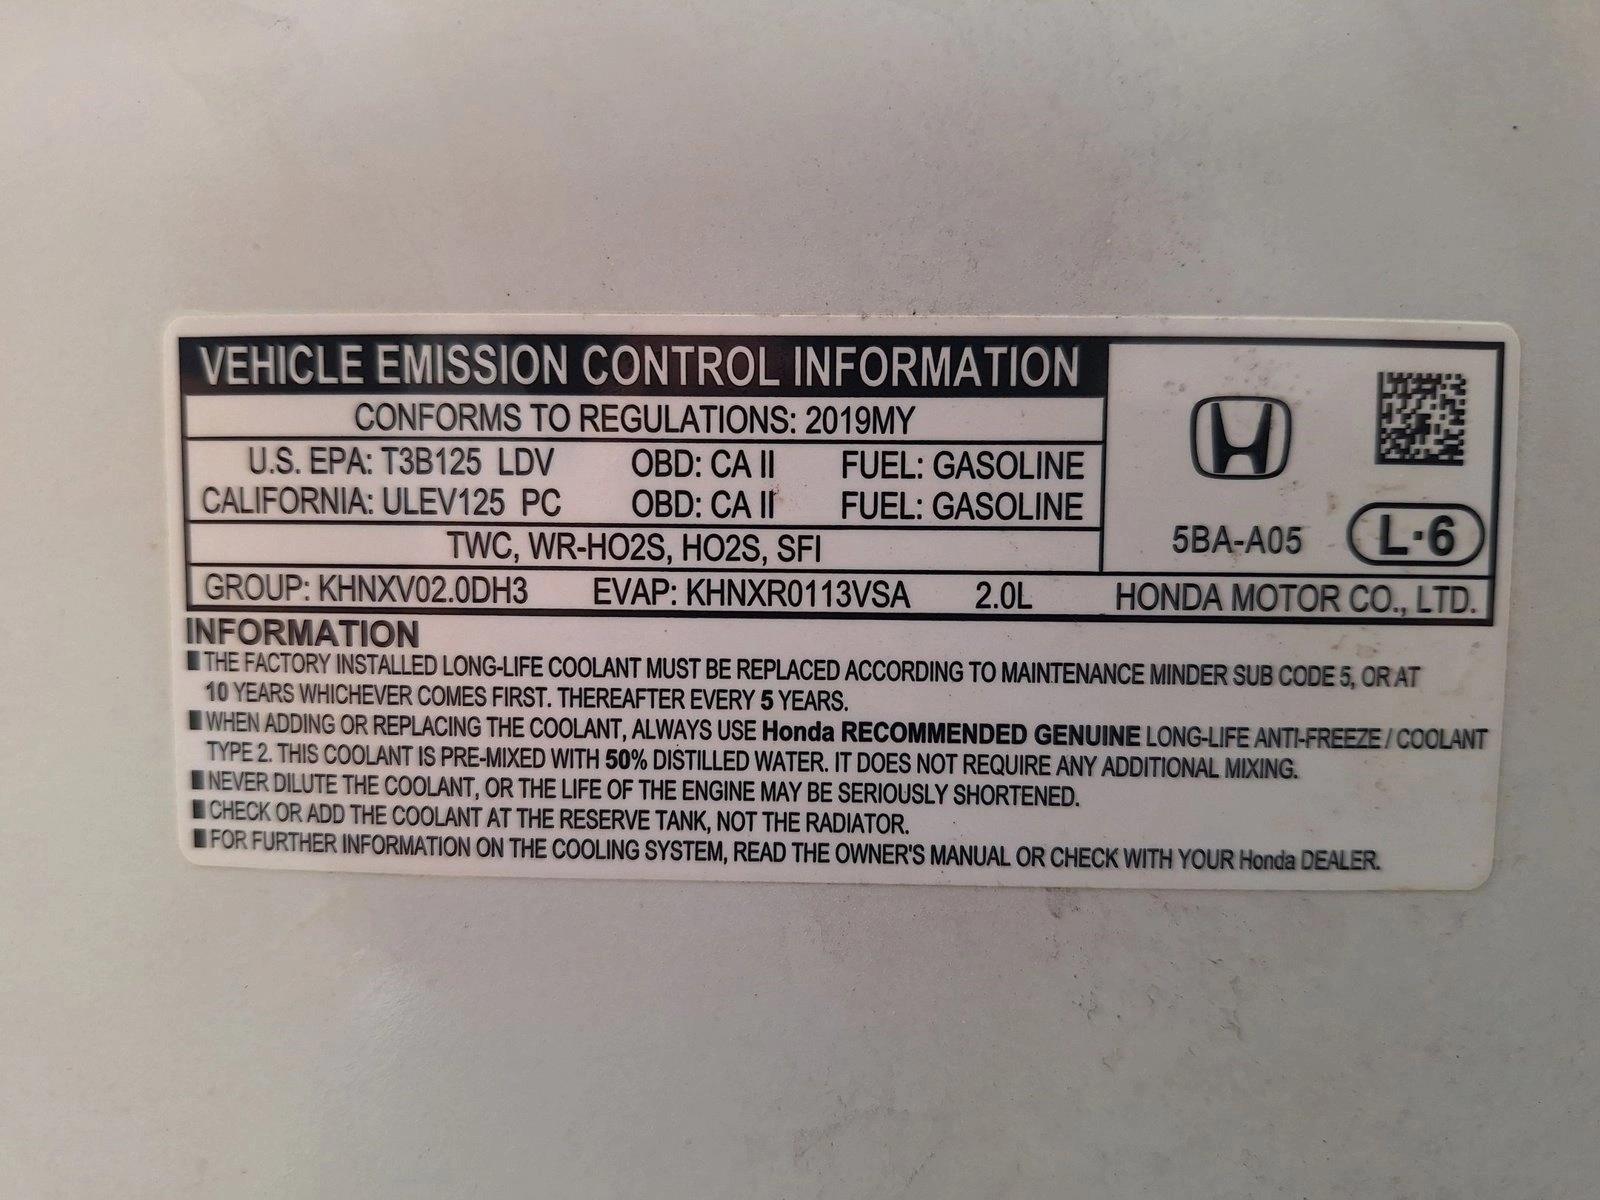 VEHICLE EMISSION CONTROL INFORMATION
CONFORMS TO REGULATIONS: 2019MY
U.S. EPA: T3B125 LDV OBD: CA II FUEL: GASOLINE
CALIFORNIA: ULEV125 PC OBD: CA II FUEL: GASOLINE
TWC, WR-HO2S, HO2S, SFI
5BA-A05 L·6
GROUP: KHNXV02.0DH3 EVAP: KHNXR0113VSA 2.0L HONDA MOTOR CO., LTD.
INFORMATION
THE FACTORY INSTALLED LONG-LIFE COOLANT MUST BE REPLACED ACCORDING TO MAINTENANCE MINDER SUB CODE 5, OR AT
10 YEARS WHICHEVER COMES FIRST. THEREAFTER EVERY 5 YEARS.
WHEN ADDING OR REPLACING THE COOLANT, ALWAYS USE Honda RECOMMENDED GENUINE LONG-LIFE ANTI-FREEZE / COOLANT
TYPE 2. THIS COOLANT IS PRE-MIXED WITH 50% DISTILLED WATER. IT DOES NOT REQUIRE ANY ADDITIONAL MIXING.
NEVER DILUTE THE COOLANT, OR THE LIFE OF THE ENGINE MAY BE SERIOUSLY SHORTENED.
CHECK OR ADD THE COOLANT AT THE RESERVE TANK, NOT THE RADIATOR.
FOR FURTHER INFORMATION ON THE COOLING SYSTEM, READ THE OWNER'S MANUAL OR CHECK WITH YOUR Honda DEALER.